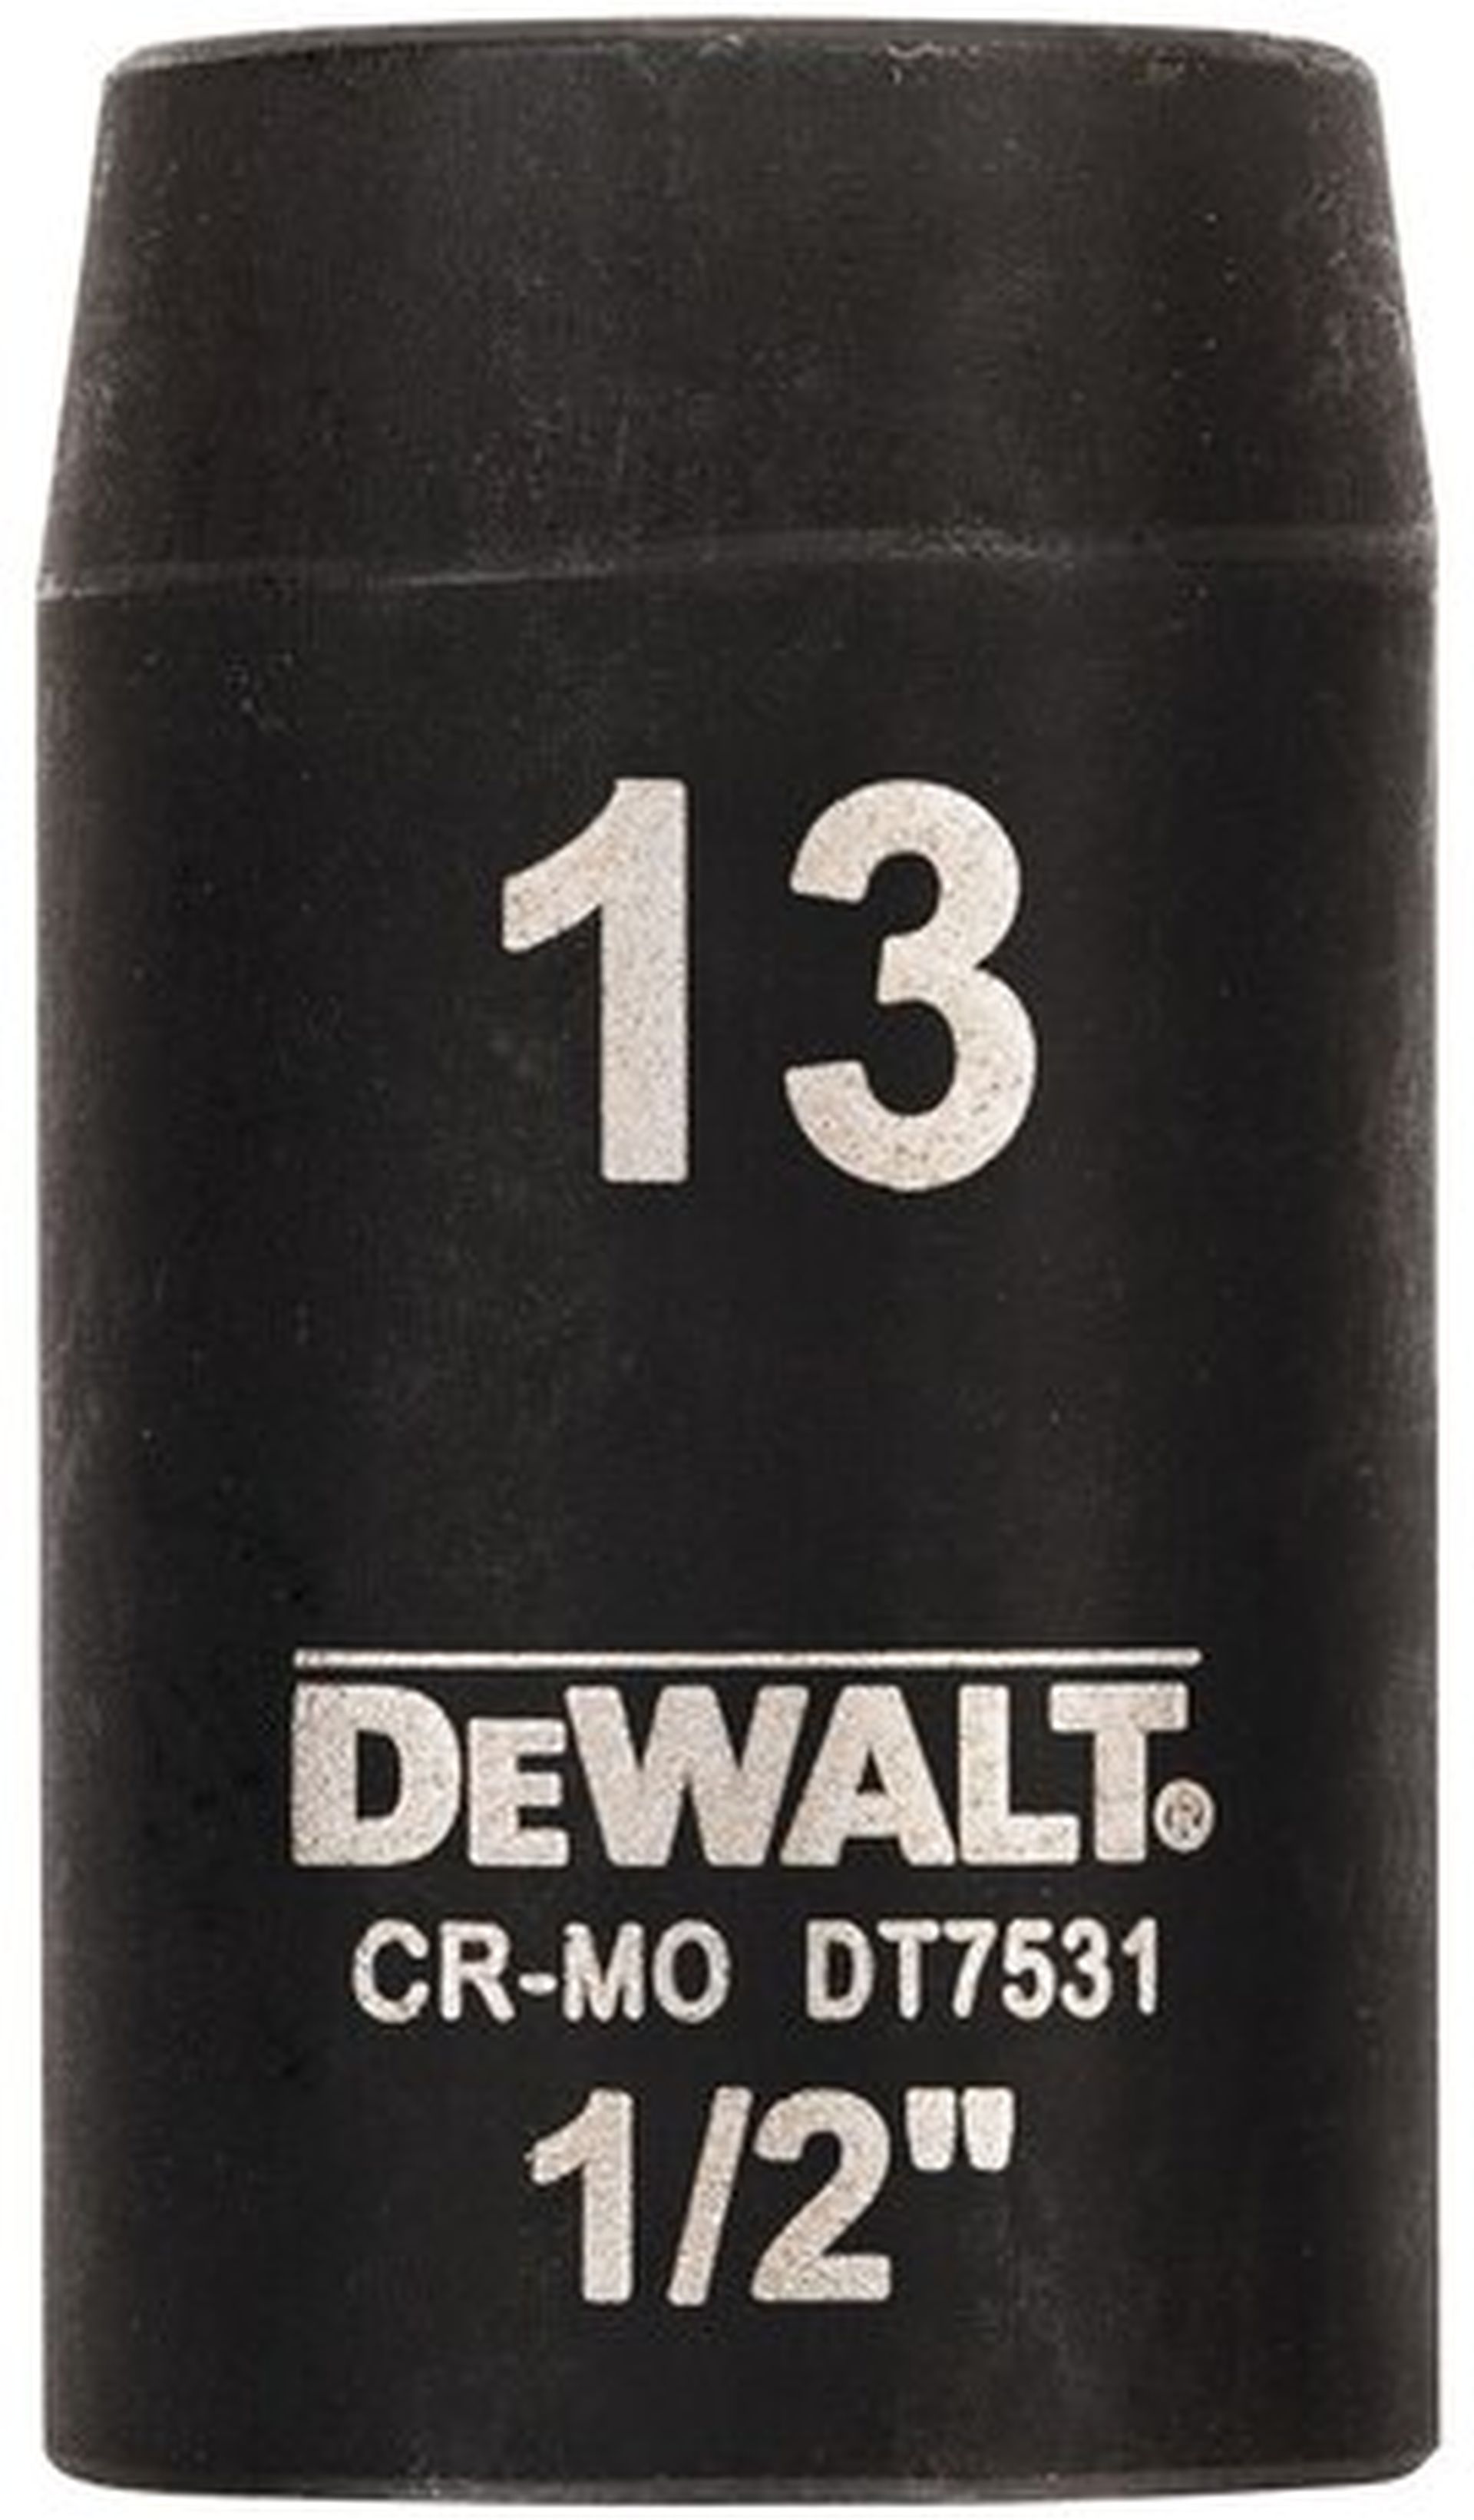 13
DEWALT®
CR-MO DT7531
1/2"